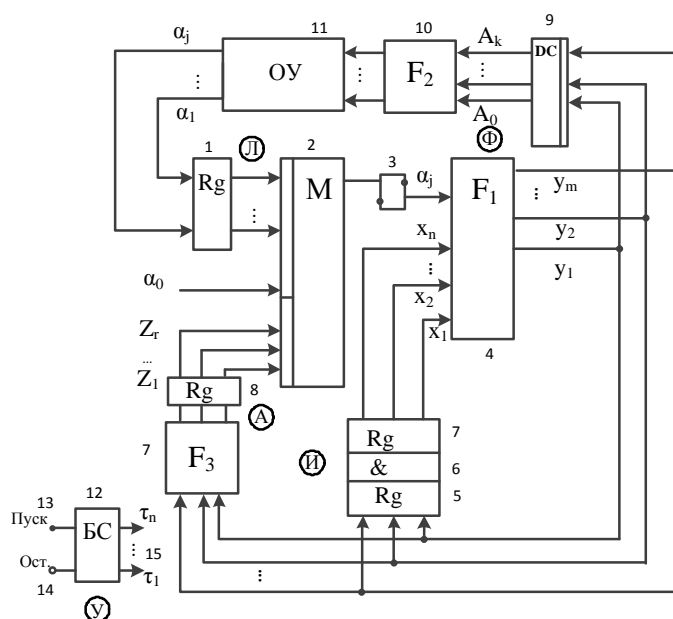 αj 11 10 9
ОУ F2 Ak DC
... ... ...
α1 A0
1 Л 2 3 Ф
Rg M αj F1 ym
... ...
xn y2
... y1
α0 x2
Zr x1
... 4
Z1 Rg 8
А Rg 7
7 F3 И & 6
Rg 5
13 12
Пуск БС τn
... 15
Ост. τ1 ...
14 У